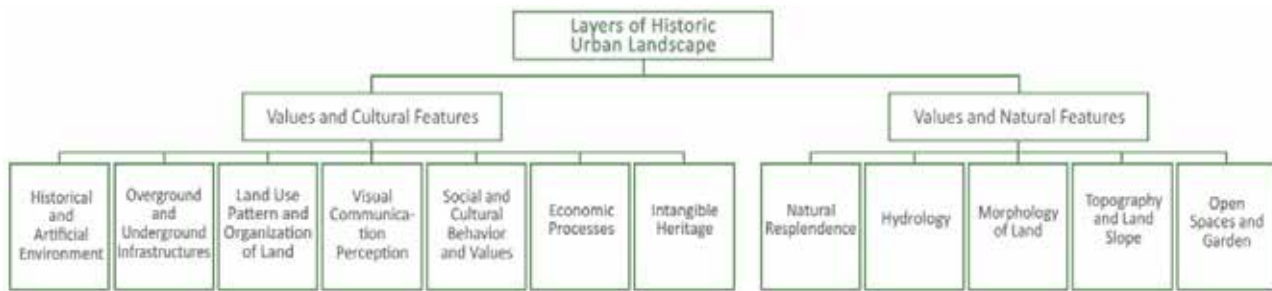 Layers of Historic
Urban Landscape
Values and Cultural Features
Values and Natural Features
Historical
and
Artificial
Environment
Overground
and
Underground
Infrastructures
Land Use
Pattern and
Organization
of Land
Visual
Communica-
tion
Perception
Social and
Cultural
Behavior
and Values
Economic
Processes
Intangible
Heritage
Natural
Resplendence
Hydrology
Morphology
of Land
Topography
and Land
Slope
Open
Spaces and
Garden